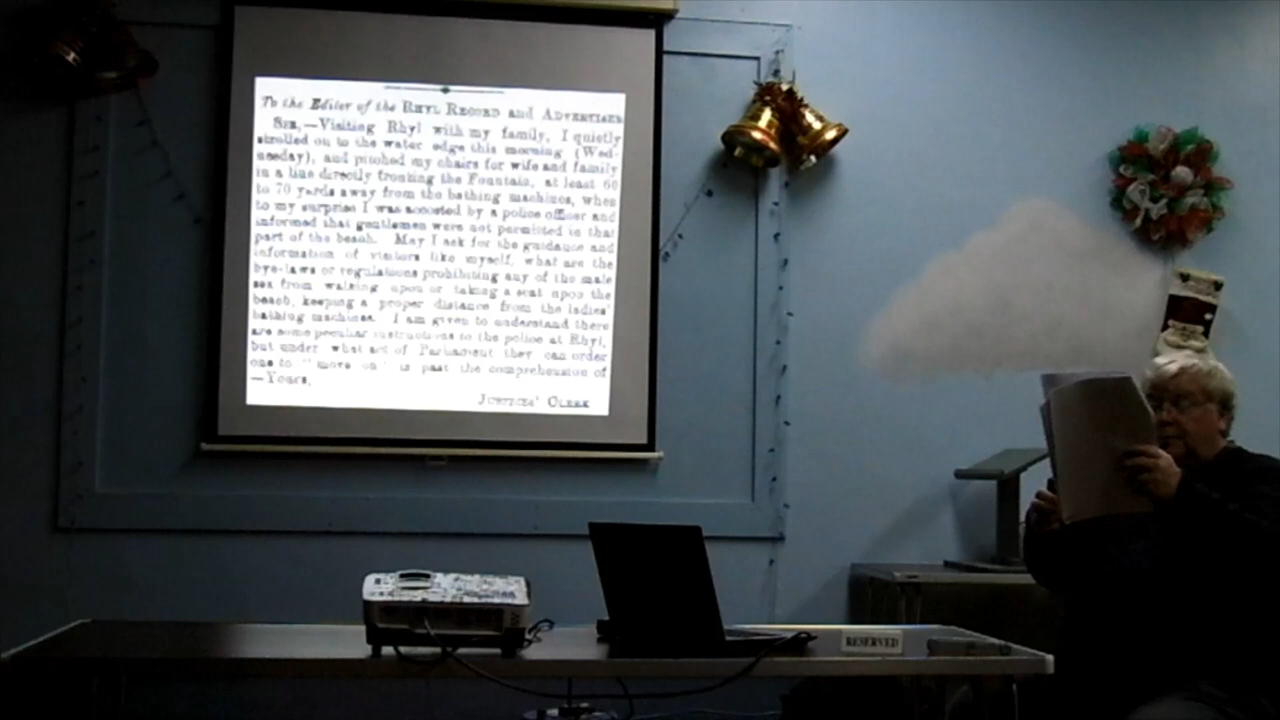 To the Editor of the RHYL RECORD and ADVERTISER
SIR,—Visiting Rhyl with my family, I quietly
strolled on to the water edge this morning (Wed-
nesday), and pitched my chairs for wife and family
in a line directly fronting the Fountain, at least 60
to 70 yards away from the bathing machines, when
to my surprise I was accosted by a police officer and
informed that gentlemen were not permitted in that
part of the beach. May I ask for the guidance and
information of visitors like myself, what are the
bye-laws or regulations prohibiting any of the male
sex from walking upon or taking a seat upon the
beach, keeping a proper distance from the ladies'
bathing machines. I am given to understand there
are some peculiar instructions to the police at Rhyl,
but under what act of Parliament they can order
one to "move on" is past the comprehension of
—Yours,
JUSTICES' CLERK
RESERVED